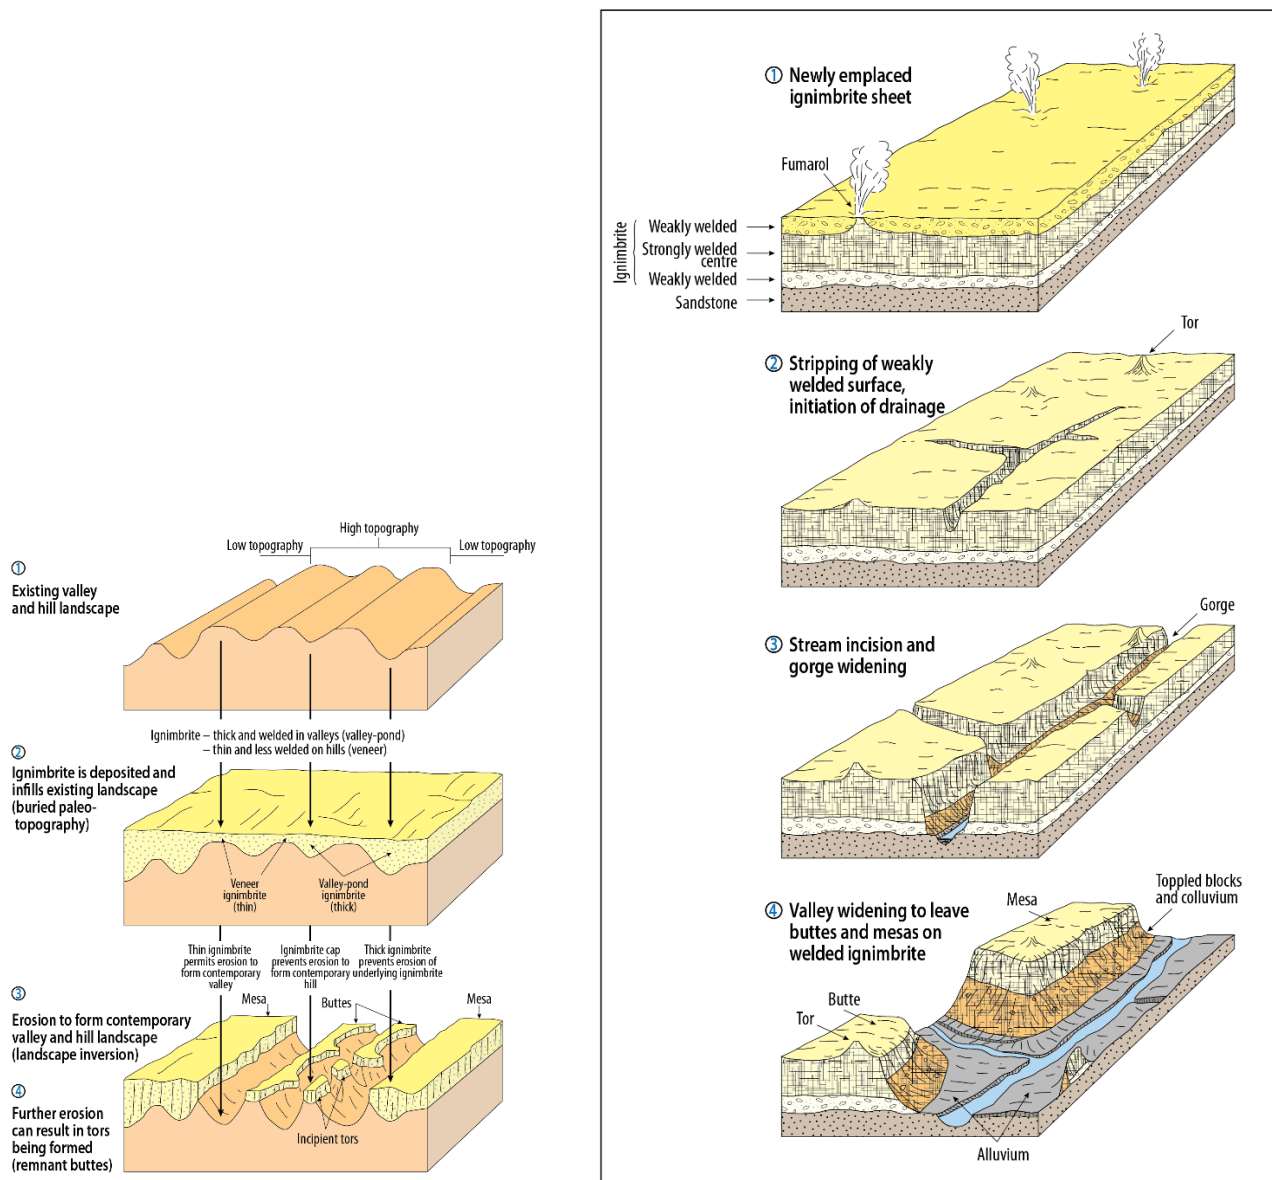 High topography
Low topography
Low topography
①
Existing valley
and hill landscape
Ignimbrite – thick and welded in valleys (valley-pond)
– thin and less welded on hills (veneer)
②
Ignimbrite is deposited and
infills existing landscape
(buried paleo-
topography)
Veneer
ignimbrite
(thin)
Valley-pond
ignimbrite
(thick)
Thin ignimbrite
permits erosion to
form contemporary
valley
Ignimbrite cap
prevents erosion to
form contemporary
hill
Thick ignimbrite
prevents erosion of
underlying ignimbrite
③
Mesa
Buttes
Mesa
Erosion to form contemporary
valley and hill landscape
(landscape inversion)
④
Further erosion
can result in tors
being formed
(remnant buttes)
Incipient tors
① Newly emplaced
ignimbrite sheet
Fumarol
Ignimbrite
Weakly welded
Strongly welded
centre
Weakly welded
Sandstone
Tor
② Stripping of weakly
welded surface,
initiation of drainage
Gorge
③ Stream incision and
gorge widening
Toppled blocks
and colluvium
Mesa
④ Valley widening to leave
buttes and mesas on
welded ignimbrite
Butte
Tor
Alluvium